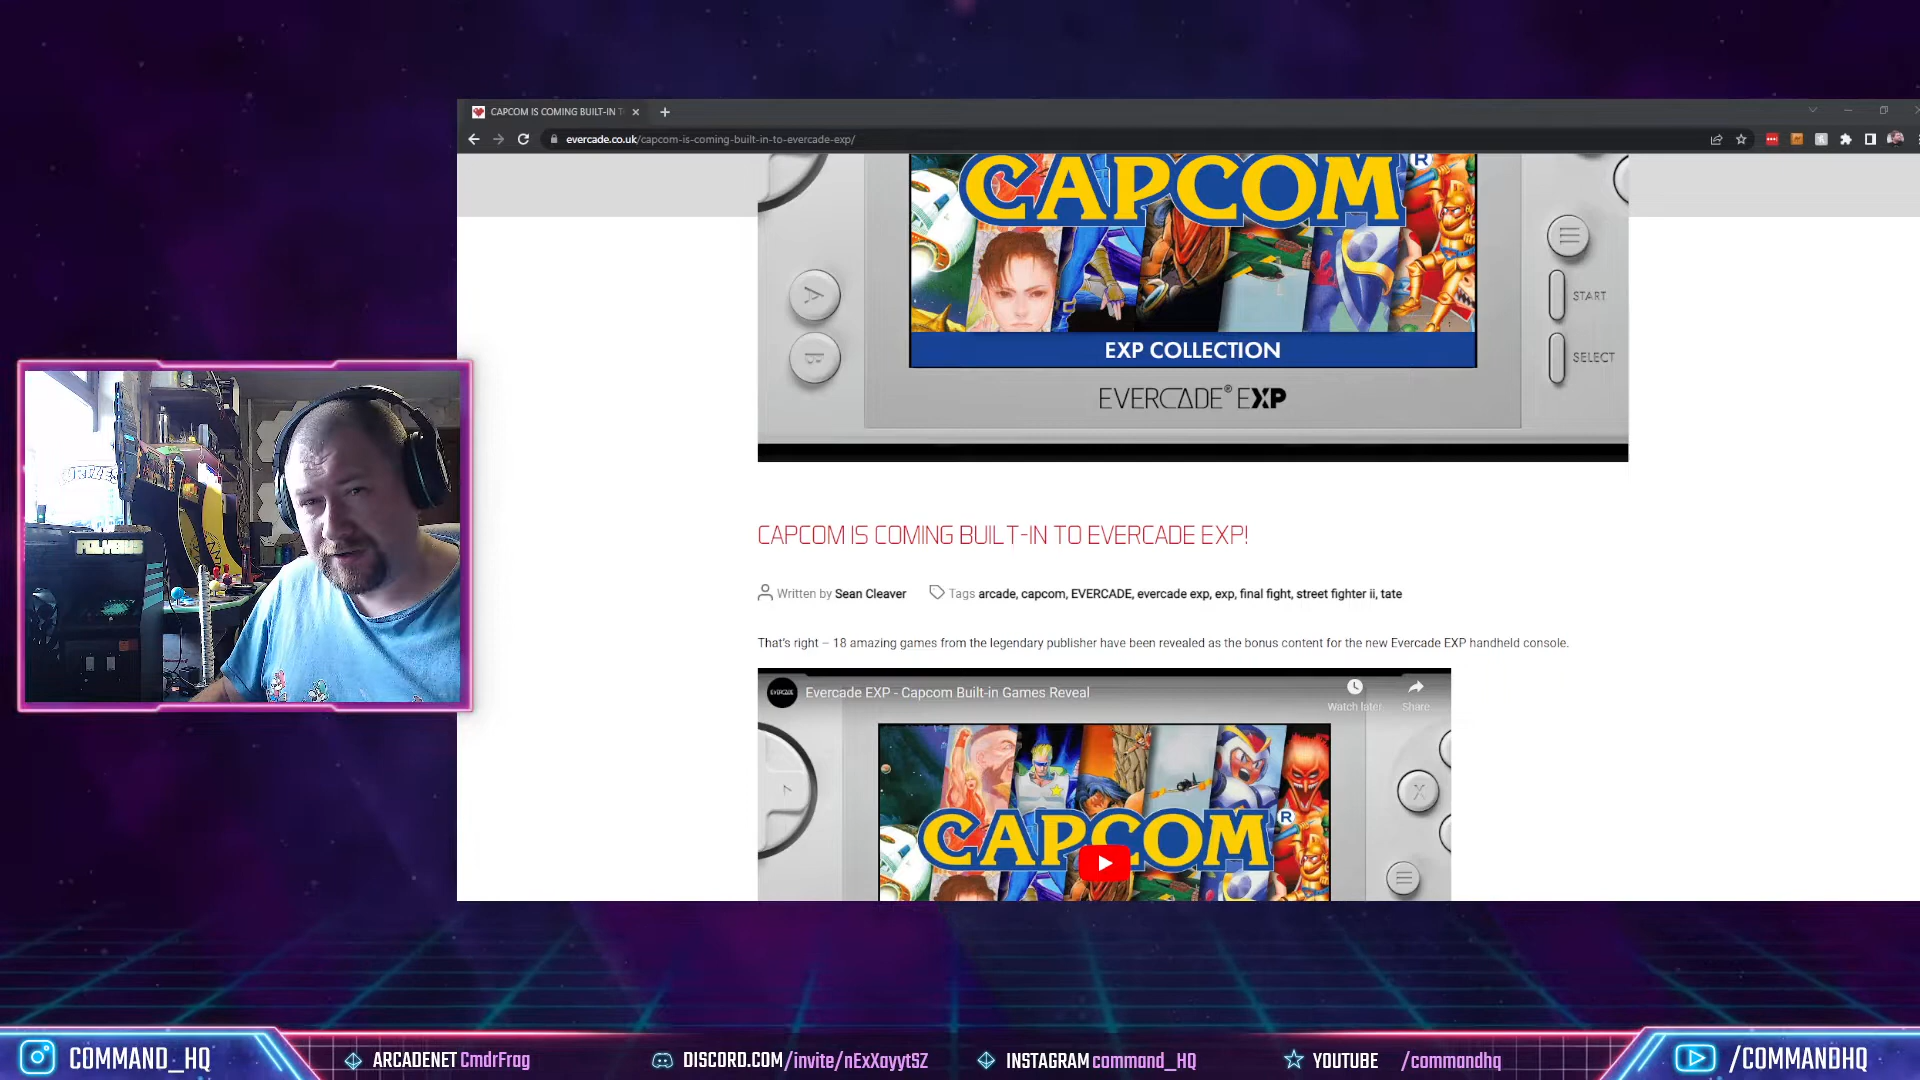 CAPCOM IS COMING BUILT-IN T
evercade.co.uk/capcom-is-coming-built-in-to-evercade-exp/
CAPCOM®
A
B
START
SELECT
EXP COLLECTION
EVERCADE® EXP
POLYBIUS
CAPCOM IS COMING BUILT-IN TO EVERCADE EXP!
Written by Sean Cleaver Tags arcade, capcom, EVERCADE, evercade exp, exp, final fight, street fighter ii, tate
That's right – 18 amazing games from the legendary publisher have been revealed as the bonus content for the new Evercade EXP handheld console.
EVERCADE
Evercade EXP - Capcom Built-in Games Reveal
Watch later
Share
X
CAPCOM®
COMMAND_HQ
ARCADENET CmdrFrag
DISCORD.COM/invite/nExXayytSZ
INSTAGRAM command_HQ
YOUTUBE /commandhq
/COMMANDHQ